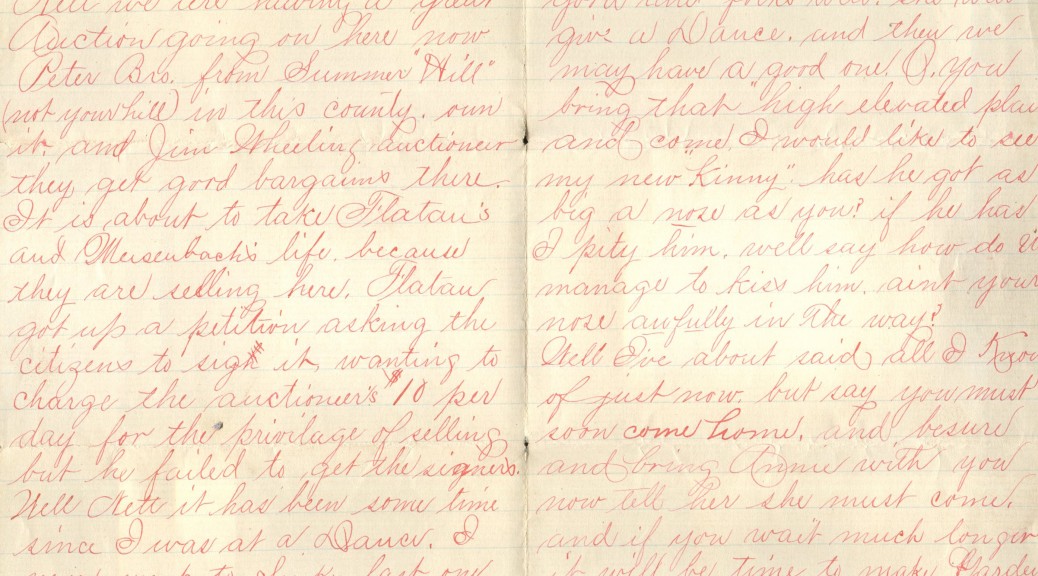 Nett we are having a great
Auction going on here now
Peter Bro. from Summer "Hill"
(not your hill) in this county. own
it. and Jim Wheeling auctioneer
they get good bargains there.
It is about to take Flatau's
and Meisenbach's life. because
they are selling here. Flatau
got up a petition asking the
citizens to sign it wanting to
charge the auctioneer's $10 per
day for the privilage of selling
but he failed to get the signers.
Well Nett it has been some time
since I was at a Dance. I
last one
give a Dance. and then we
may have a good one. O. you
bring that "high elevated
and come. I would like to see
my new "Kinny". has he got as
big a nose as you? if he has
I pity him. well say how do U
manage to kiss him. aint your
nose awfully in the way?
Well I've about said all I Know
of just now. but say you must
soon come home. and besure
and bring Annie with you
now tell her she must come.
and if you wait much longer
it will be time to make Garden